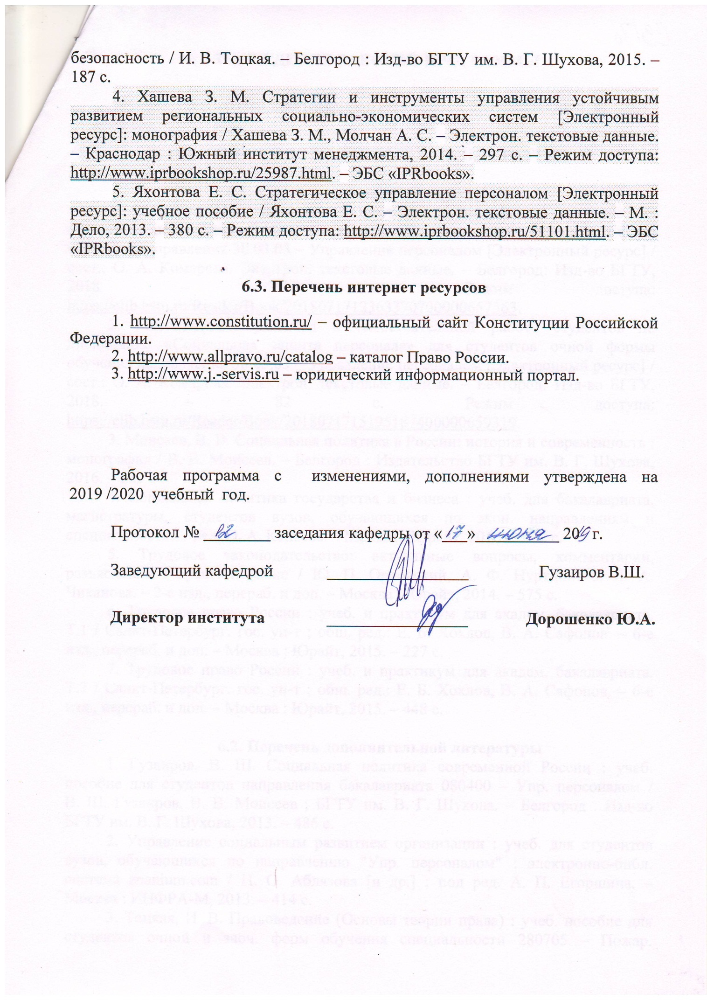 безопасность / И. В. Тоцкая. – Белгород : Изд-во БГТУ им. В. Г. Шухова, 2015. –
187 с.
4. Хашева З. М. Стратегии и инструменты управления устойчивым
развитием региональных социально-экономических систем [Электронный
ресурс]: монография / Хашева З. М., Молчан А. С. – Электрон. текстовые данные.
– Краснодар : Южный институт менеджмента, 2014. – 297 с. – Режим доступа:
http://www.iprbookshop.ru/25987.html. – ЭБС «IPRbooks».
5. Яхонтова Е. С. Стратегическое управление персоналом [Электронный
ресурс]: учебное пособие / Яхонтова Е. С. – Электрон. текстовые данные. – М. :
Дело, 2013. – 380 с. – Режим доступа: http://www.iprbookshop.ru/51101.html. – ЭБС
«IPRbooks».
6.3. Перечень интернет ресурсов
1. http://www.constitution.ru/ – официальный сайт Конституции Российской
Федерации.
2. http://www.allpravo.ru/catalog – каталог Право России.
3. http://www.j.-servis.ru – юридический информационный портал.
Рабочая программа с изменениями, дополнениями утверждена на
2019 /2020 учебный год.
Протокол № заседания кафедры от «17» июня 2019 г.
Заведующий кафедрой Гузаиров В.Ш.
Директор института Дорошенко Ю.А.